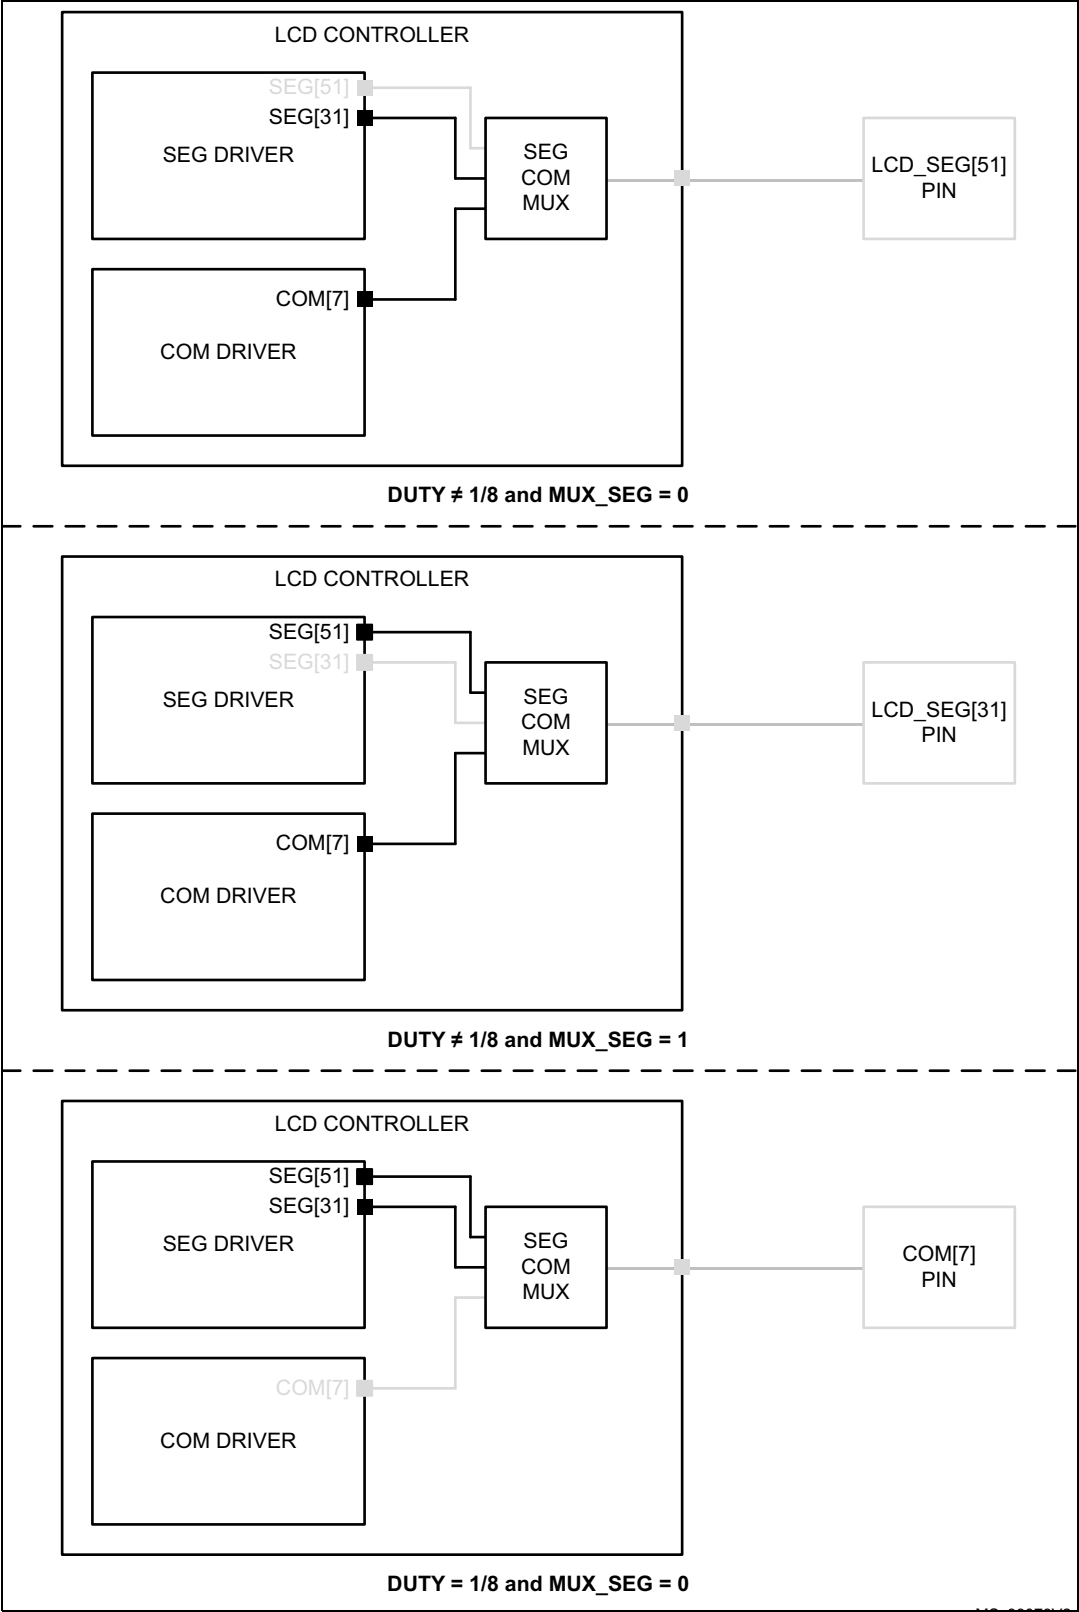 LCD CONTROLLER
SEG[51]
SEG[31]
SEG DRIVER
SEG
COM
MUX
LCD_SEG[51]
PIN
COM[7]
COM DRIVER
DUTY ≠ 1/8 and MUX_SEG = 0
LCD CONTROLLER
SEG[51]
SEG[31]
SEG DRIVER
SEG
COM
MUX
LCD_SEG[31]
PIN
COM[7]
COM DRIVER
DUTY ≠ 1/8 and MUX_SEG = 1
LCD CONTROLLER
SEG[51]
SEG[31]
SEG DRIVER
SEG
COM
MUX
COM[7]
PIN
COM[7]
COM DRIVER
DUTY = 1/8 and MUX_SEG = 0